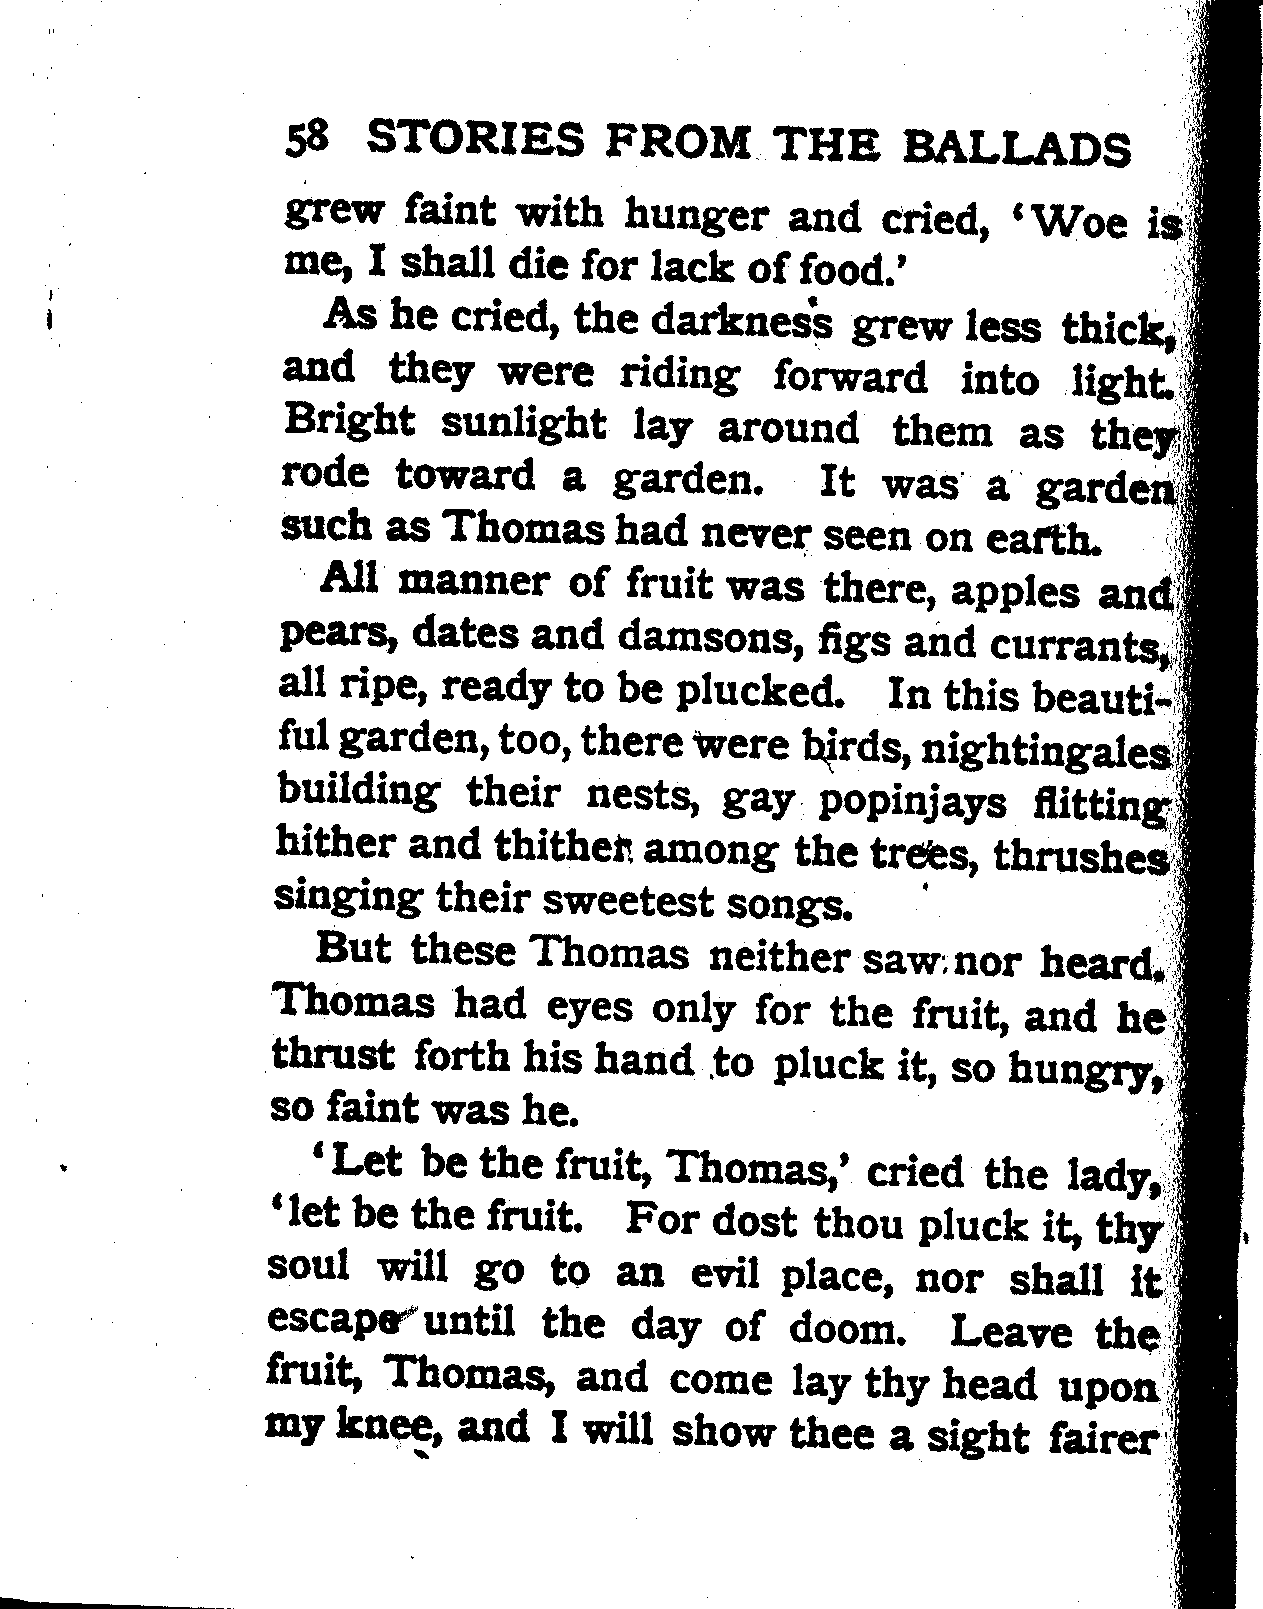 58 STORIES FROM THE BALLADS
grew faint with hunger and cried, ‘Woe is
me, I shall die for lack of food.’
As he cried, the darkness grew less thick,
and they were riding forward into light.
Bright sunlight lay around them as they
rode toward a garden. It was a garden
such as Thomas had never seen on earth.
All manner of fruit was there, apples and
pears, dates and damsons, figs and currants,
all ripe, ready to be plucked. In this beauti-
ful garden, too, there were birds, nightingales
building their nests, gay popinjays flitting
hither and thither among the trees, thrushes
singing their sweetest songs.
But these Thomas neither saw nor heard.
Thomas had eyes only for the fruit, and he
thrust forth his hand to pluck it, so hungry,
so faint was he.
‘Let be the fruit, Thomas,’ cried the lady,
‘let be the fruit. For dost thou pluck it, thy
soul will go to an evil place, nor shall it
escape until the day of doom. Leave the
fruit, Thomas, and come lay thy head upon
my knee, and I will show thee a sight fairer